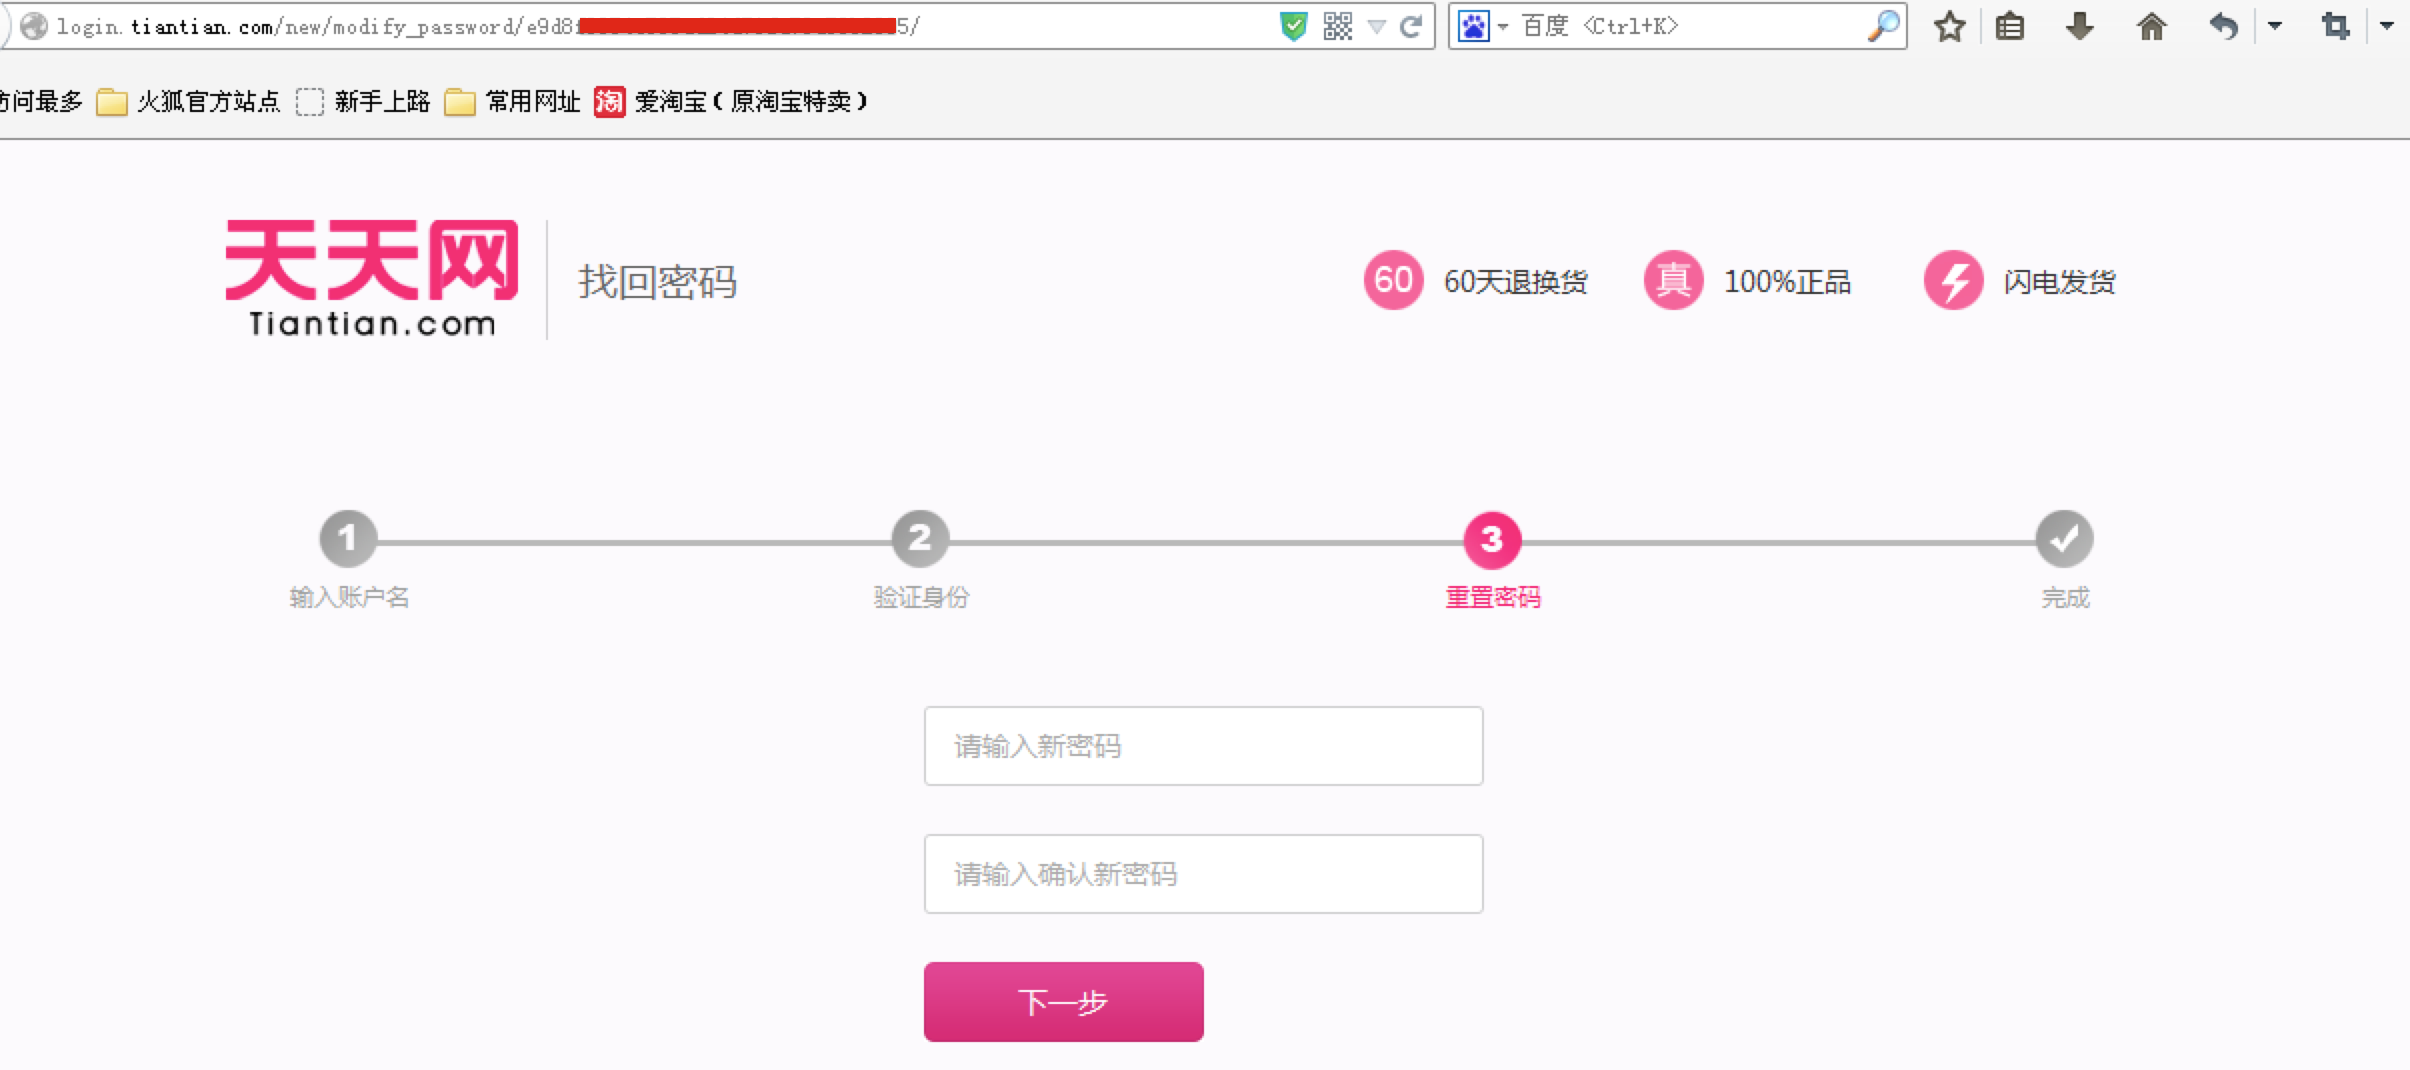 login.tiantian.com/new/modify_password/e9d8 5/
百度 <Ctrl+K>
访问最多 火狐官方站点 新手上路 常用网址 淘 爱淘宝(原淘宝特卖)
天天网
Tiantian.com
找回密码
60 60天退换货 真 100%正品 闪电发货
1 2 3
输入账户名 验证身份 重置密码 完成
请输入新密码
请输入确认新密码
下一步